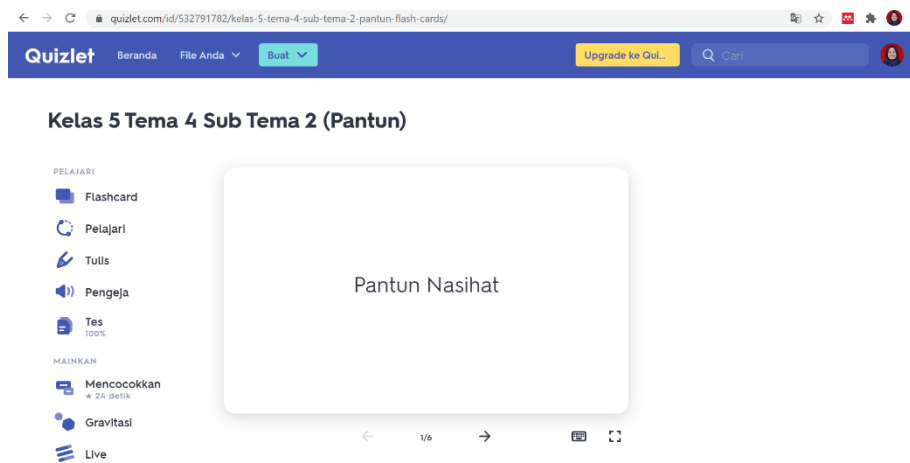 quizlet.com/id/532791782/kelas-5-tema-4-sub-tema-2-pantun-flash-cards/
Quizlet Beranda File Anda Buat Upgrade ke Qui... Cari
Kelas 5 Tema 4 Sub Tema 2 (Pantun)
PELAJARI
Flashcard
Pelajari
Tulis
Pengeja
Tes
100%
MAINKAN
Mencocokkan
★ 24 detik
Gravitasi
Live
Pantun Nasihat
1/6